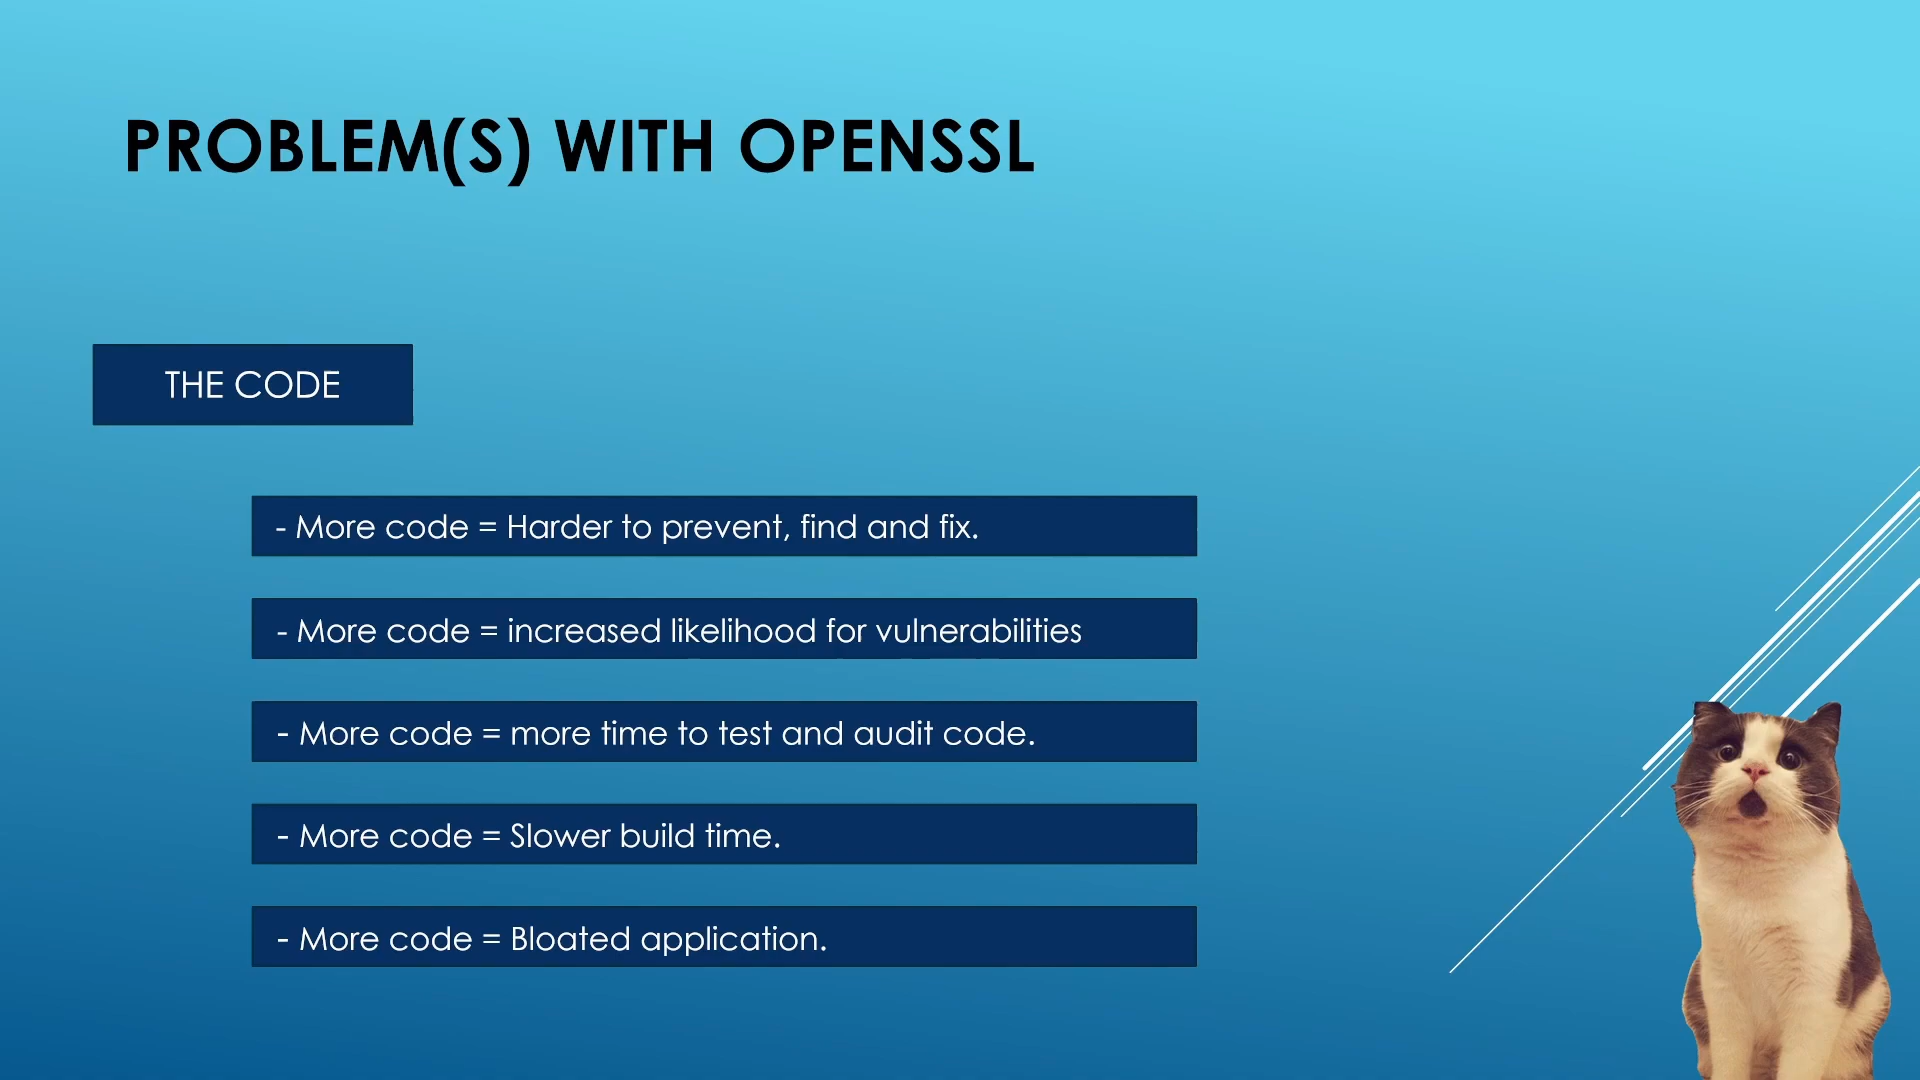 PROBLEM(S) WITH OPENSSL
THE CODE
- More code = Harder to prevent, find and fix.
- More code = increased likelihood for vulnerabilities
- More code = more time to test and audit code.
- More code = Slower build time.
- More code = Bloated application.